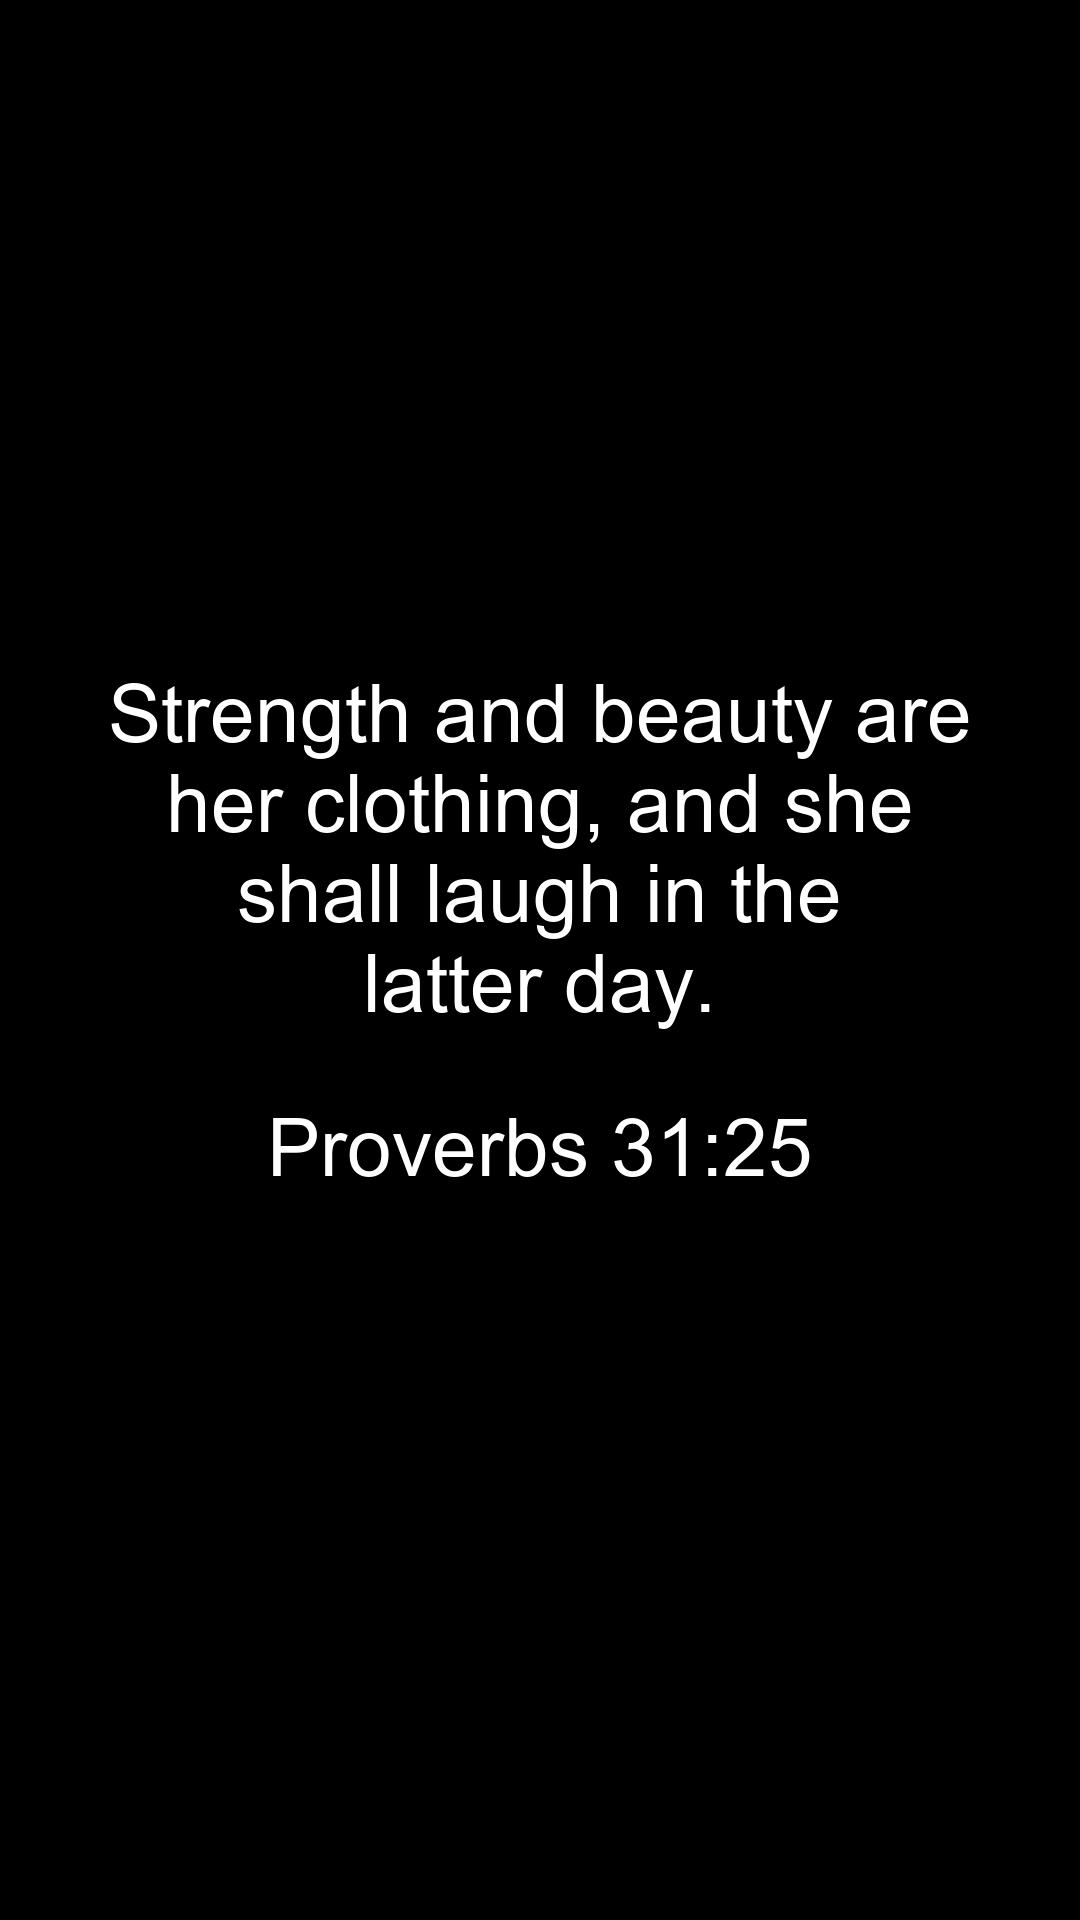 Strength and beauty are
her clothing, and she
shall laugh in the
latter day.
Proverbs 31:25